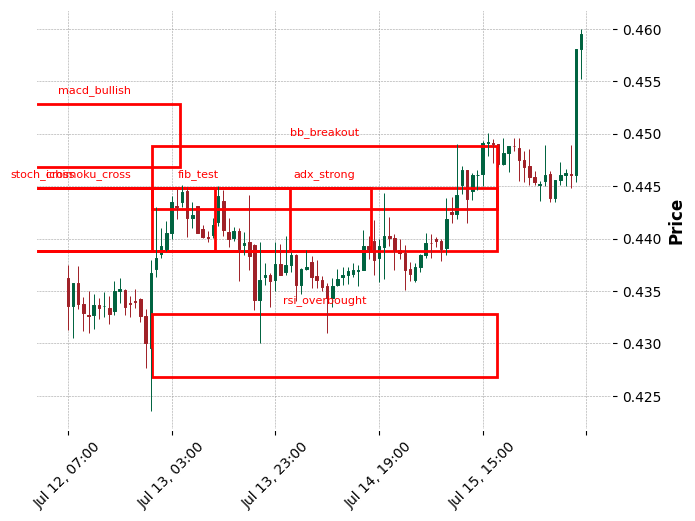 macd_bullish
bb_breakout
stoch_cross
ichimoku_cross
fib_test
adx_strong
rsi_overbought
0.460
0.455
0.450
0.445
0.440
0.435
0.430
0.425
Price
Jul 12, 07:00
Jul 13, 03:00
Jul 13, 23:00
Jul 14, 19:00
Jul 15, 15:00